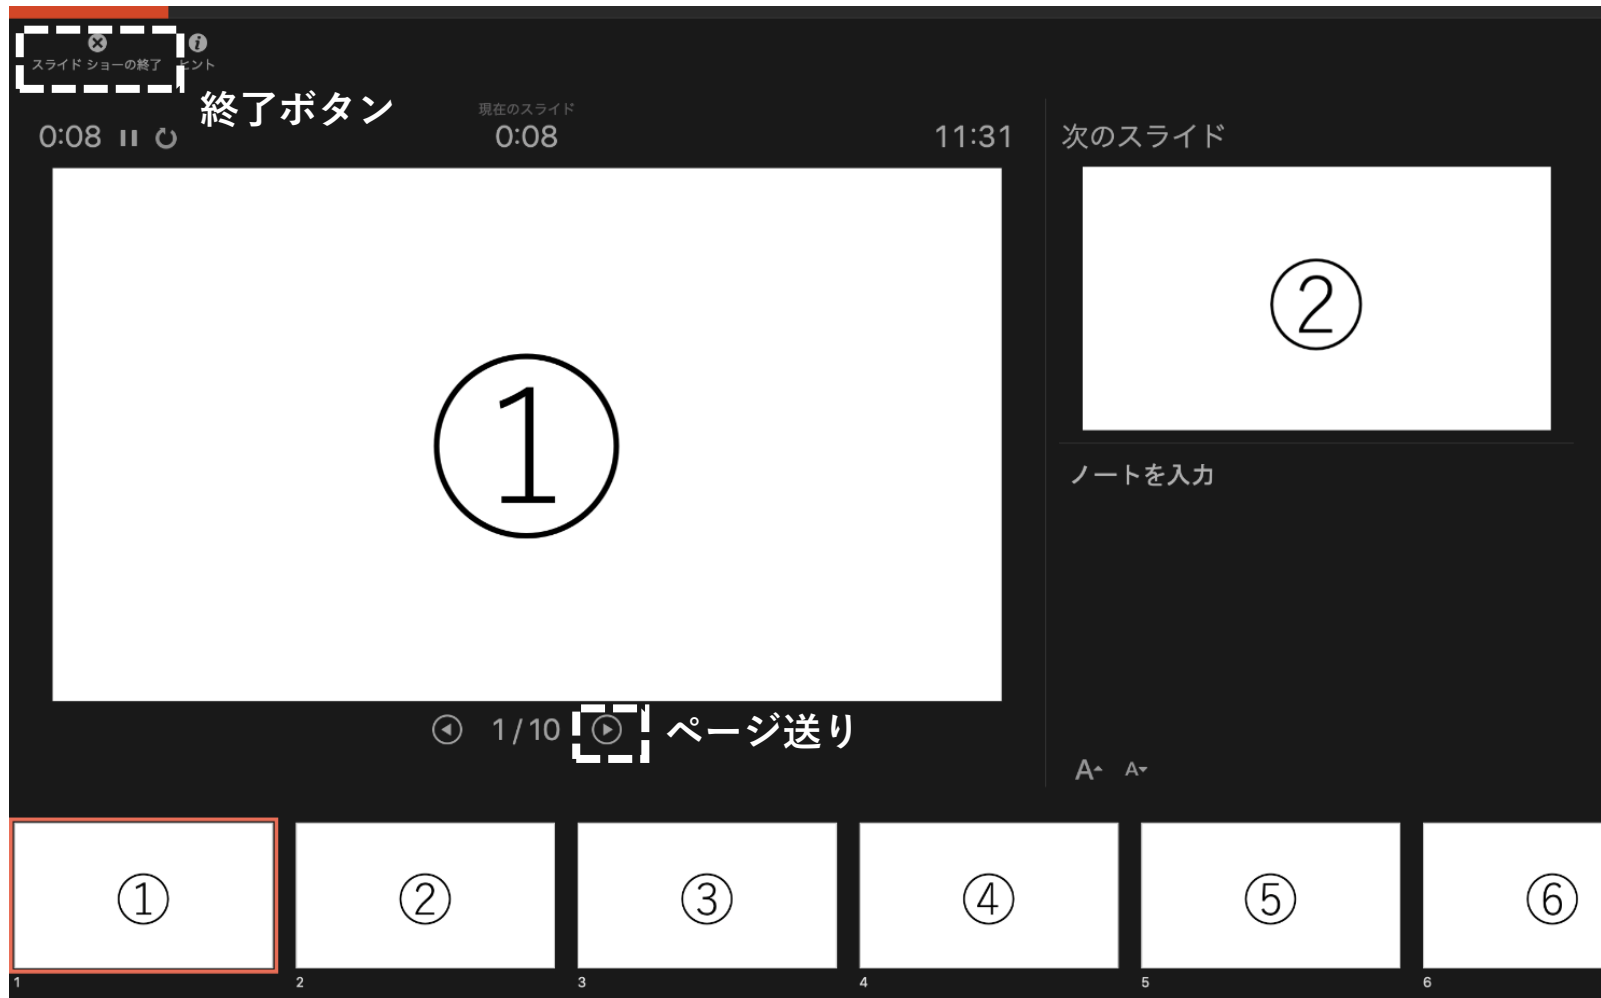 スライド ショーの終了
ヒント
終了ボタン
現在のスライド
0:08
0:08
11:31
次のスライド
①
②
ノートを入力
1/10
ページ送り
A
A
①
②
③
④
⑤
⑥
1
2
3
4
5
6